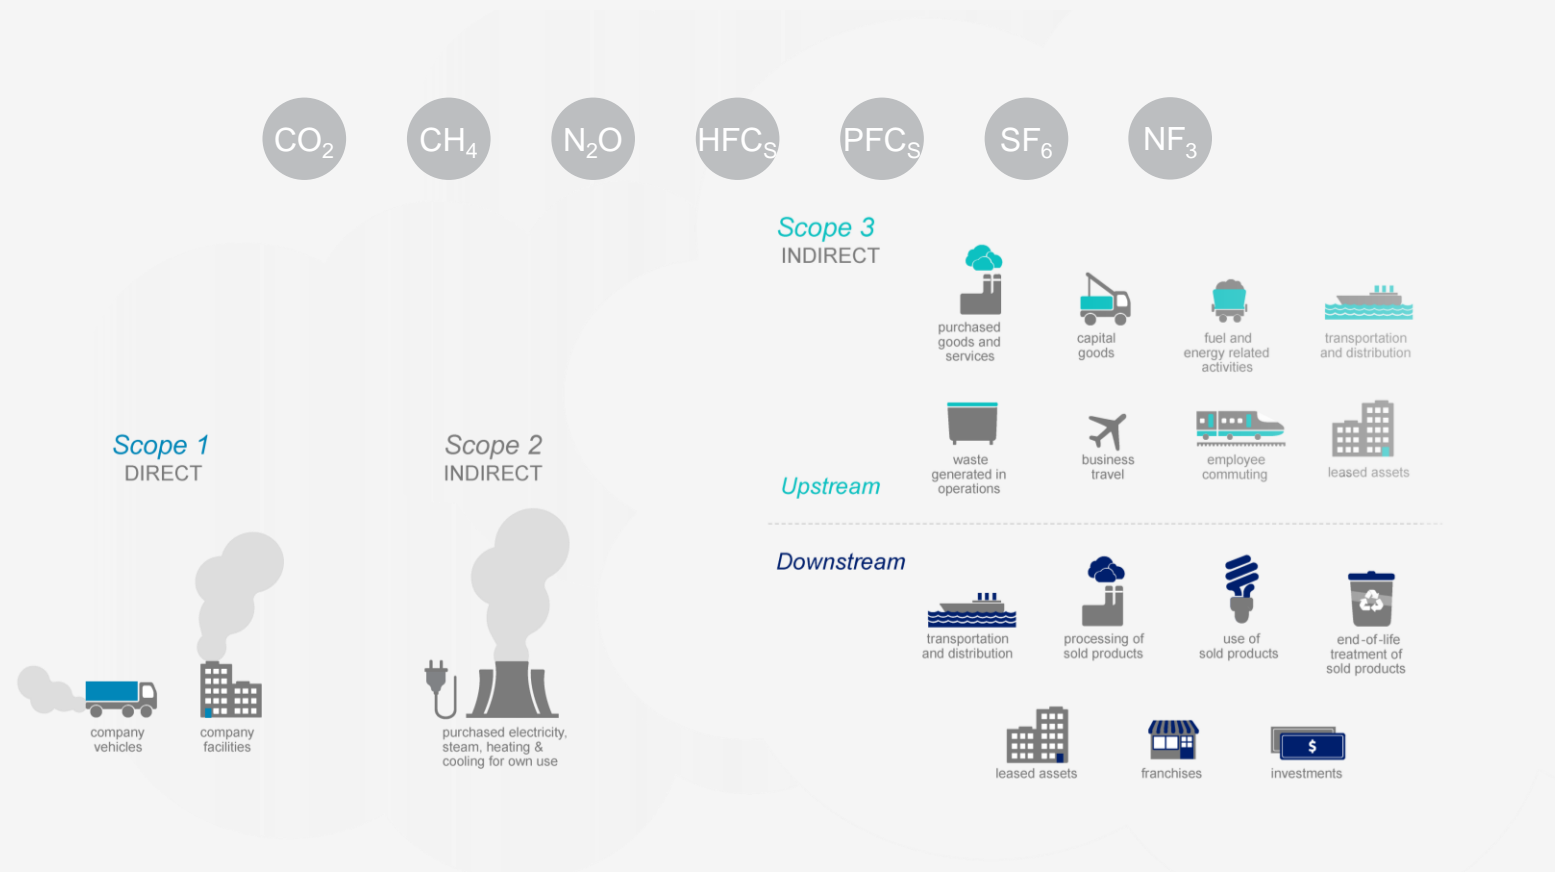 CO₂ CH₄ N₂O HFCs PFCs SF₆ NF₃
Scope 1
DIRECT
company
vehicles
company
facilities
Scope 2
INDIRECT
purchased electricity,
steam, heating &
cooling for own use
Scope 3
INDIRECT
purchased
goods and
services
capital
goods
fuel and
energy related
activities
transportation
and distribution
Upstream
waste
generated in
operations
business
travel
employee
commuting
leased assets
Downstream
transportation
and distribution
processing of
sold products
use of
sold products
end-of-life
treatment of
sold products
leased assets
franchises
$
investments